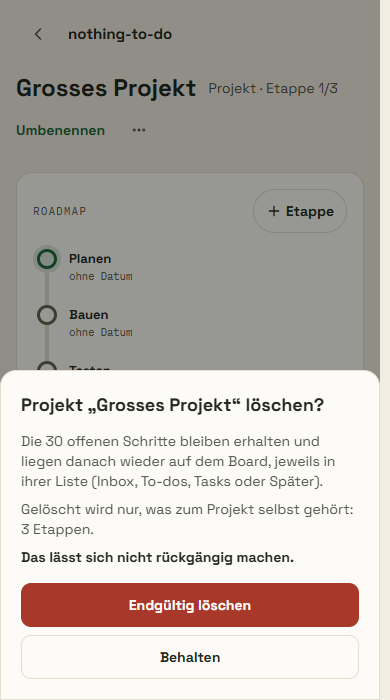 nothing-to-do
Grosses Projekt Projekt · Etappe 1/3
Umbenennen ···
ROADMAP + Etappe
Planen
ohne Datum
Bauen
ohne Datum
Projekt „Grosses Projekt“ löschen?
Die 30 offenen Schritte bleiben erhalten und
liegen danach wieder auf dem Board, jeweils in
ihrer Liste (Inbox, To-dos, Tasks oder Später).
Gelöscht wird nur, was zum Projekt selbst gehört:
3 Etappen.
Das lässt sich nicht rückgängig machen.
Endgültig löschen
Behalten